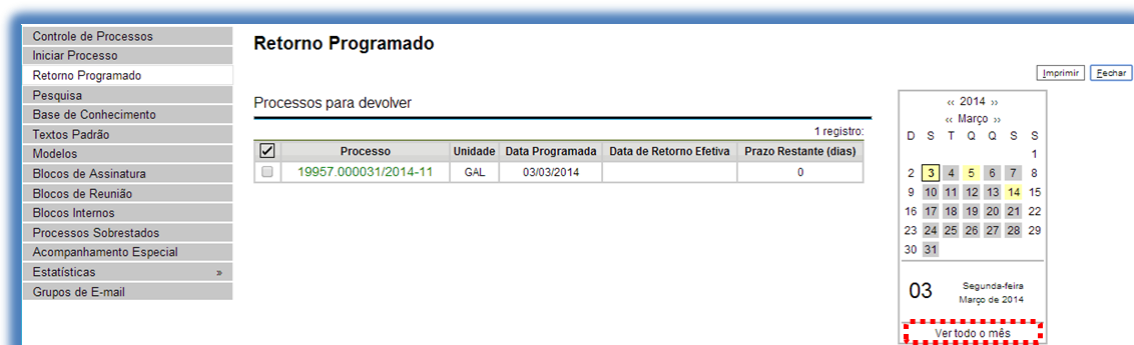 Controle de Processos
Iniciar Processo
Retorno Programado
Pesquisa
Base de Conhecimento
Textos Padrão
Modelos
Blocos de Assinatura
Blocos de Reunião
Blocos Internos
Processos Sobrestados
Acompanhamento Especial
Estatísticas »
Grupos de E-mail
Retorno Programado
Imprimir Fechar
Processos para devolver
1 registro:
Processo Unidade Data Programada Data de Retorno Efetiva Prazo Restante (dias)
19957.000031/2014-11 GAL 03/03/2014 0
‹‹ 2014 ››
‹‹ Março ››
D S T Q Q S S
1
2 3 4 5 6 7 8
9 10 11 12 13 14 15
16 17 18 19 20 21 22
23 24 25 26 27 28 29
30 31
03 Segunda-feira
Março de 2014
Ver todo o mês